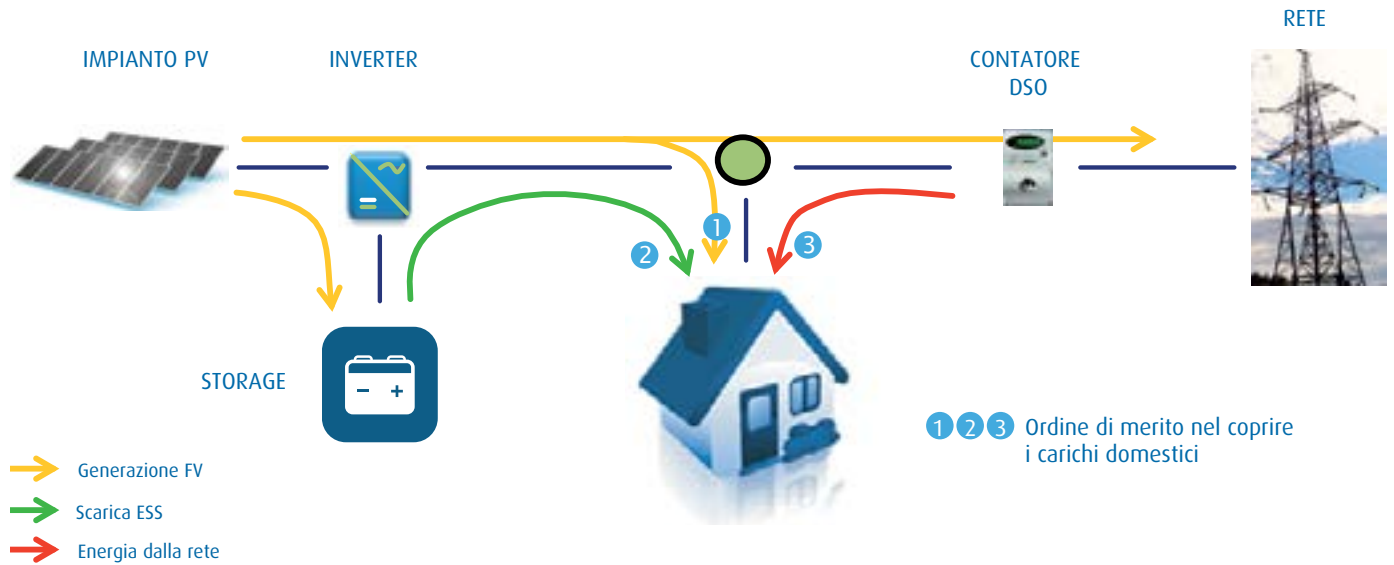 RETE
IMPIANTO PV
INVERTER
CONTATORE
DSO
1
2
3
STORAGE
- +
1 2 3 Ordine di merito nel coprire
i carichi domestici
Generazione FV
Scarica ESS
Energia dalla rete